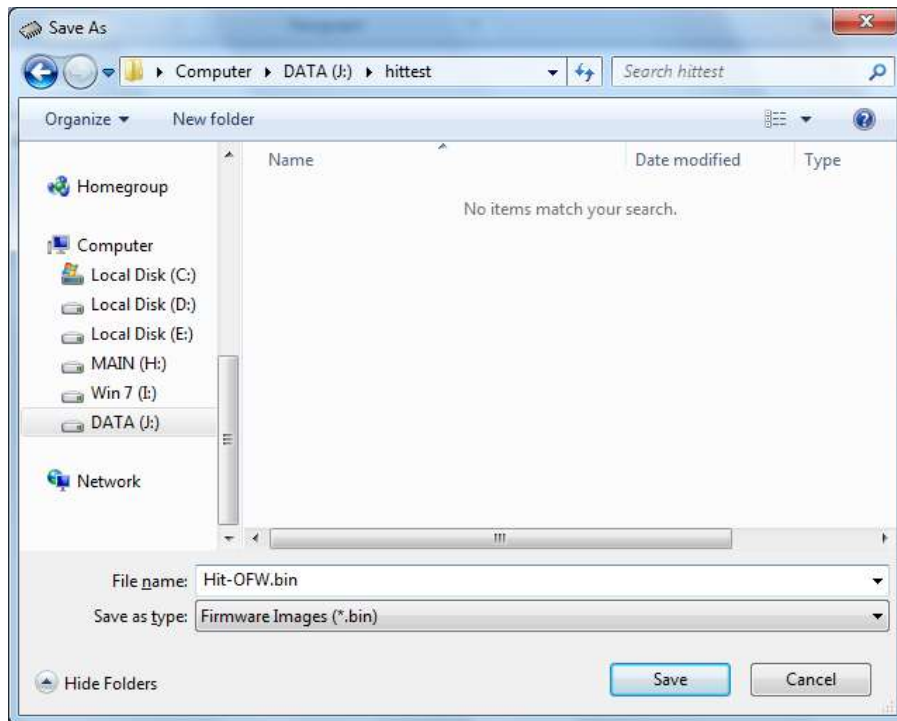 Save As
Computer DATA (J:) hittest
Search hittest
Organize New folder
Name Date modified Type
No items match your search.
Homegroup
Computer
Local Disk (C:)
Local Disk (D:)
Local Disk (E:)
MAIN (H:)
Win 7 (I:)
DATA (J:)
Network
File name: Hit-OFW.bin
Save as type: Firmware Images (*.bin)
Hide Folders Save Cancel